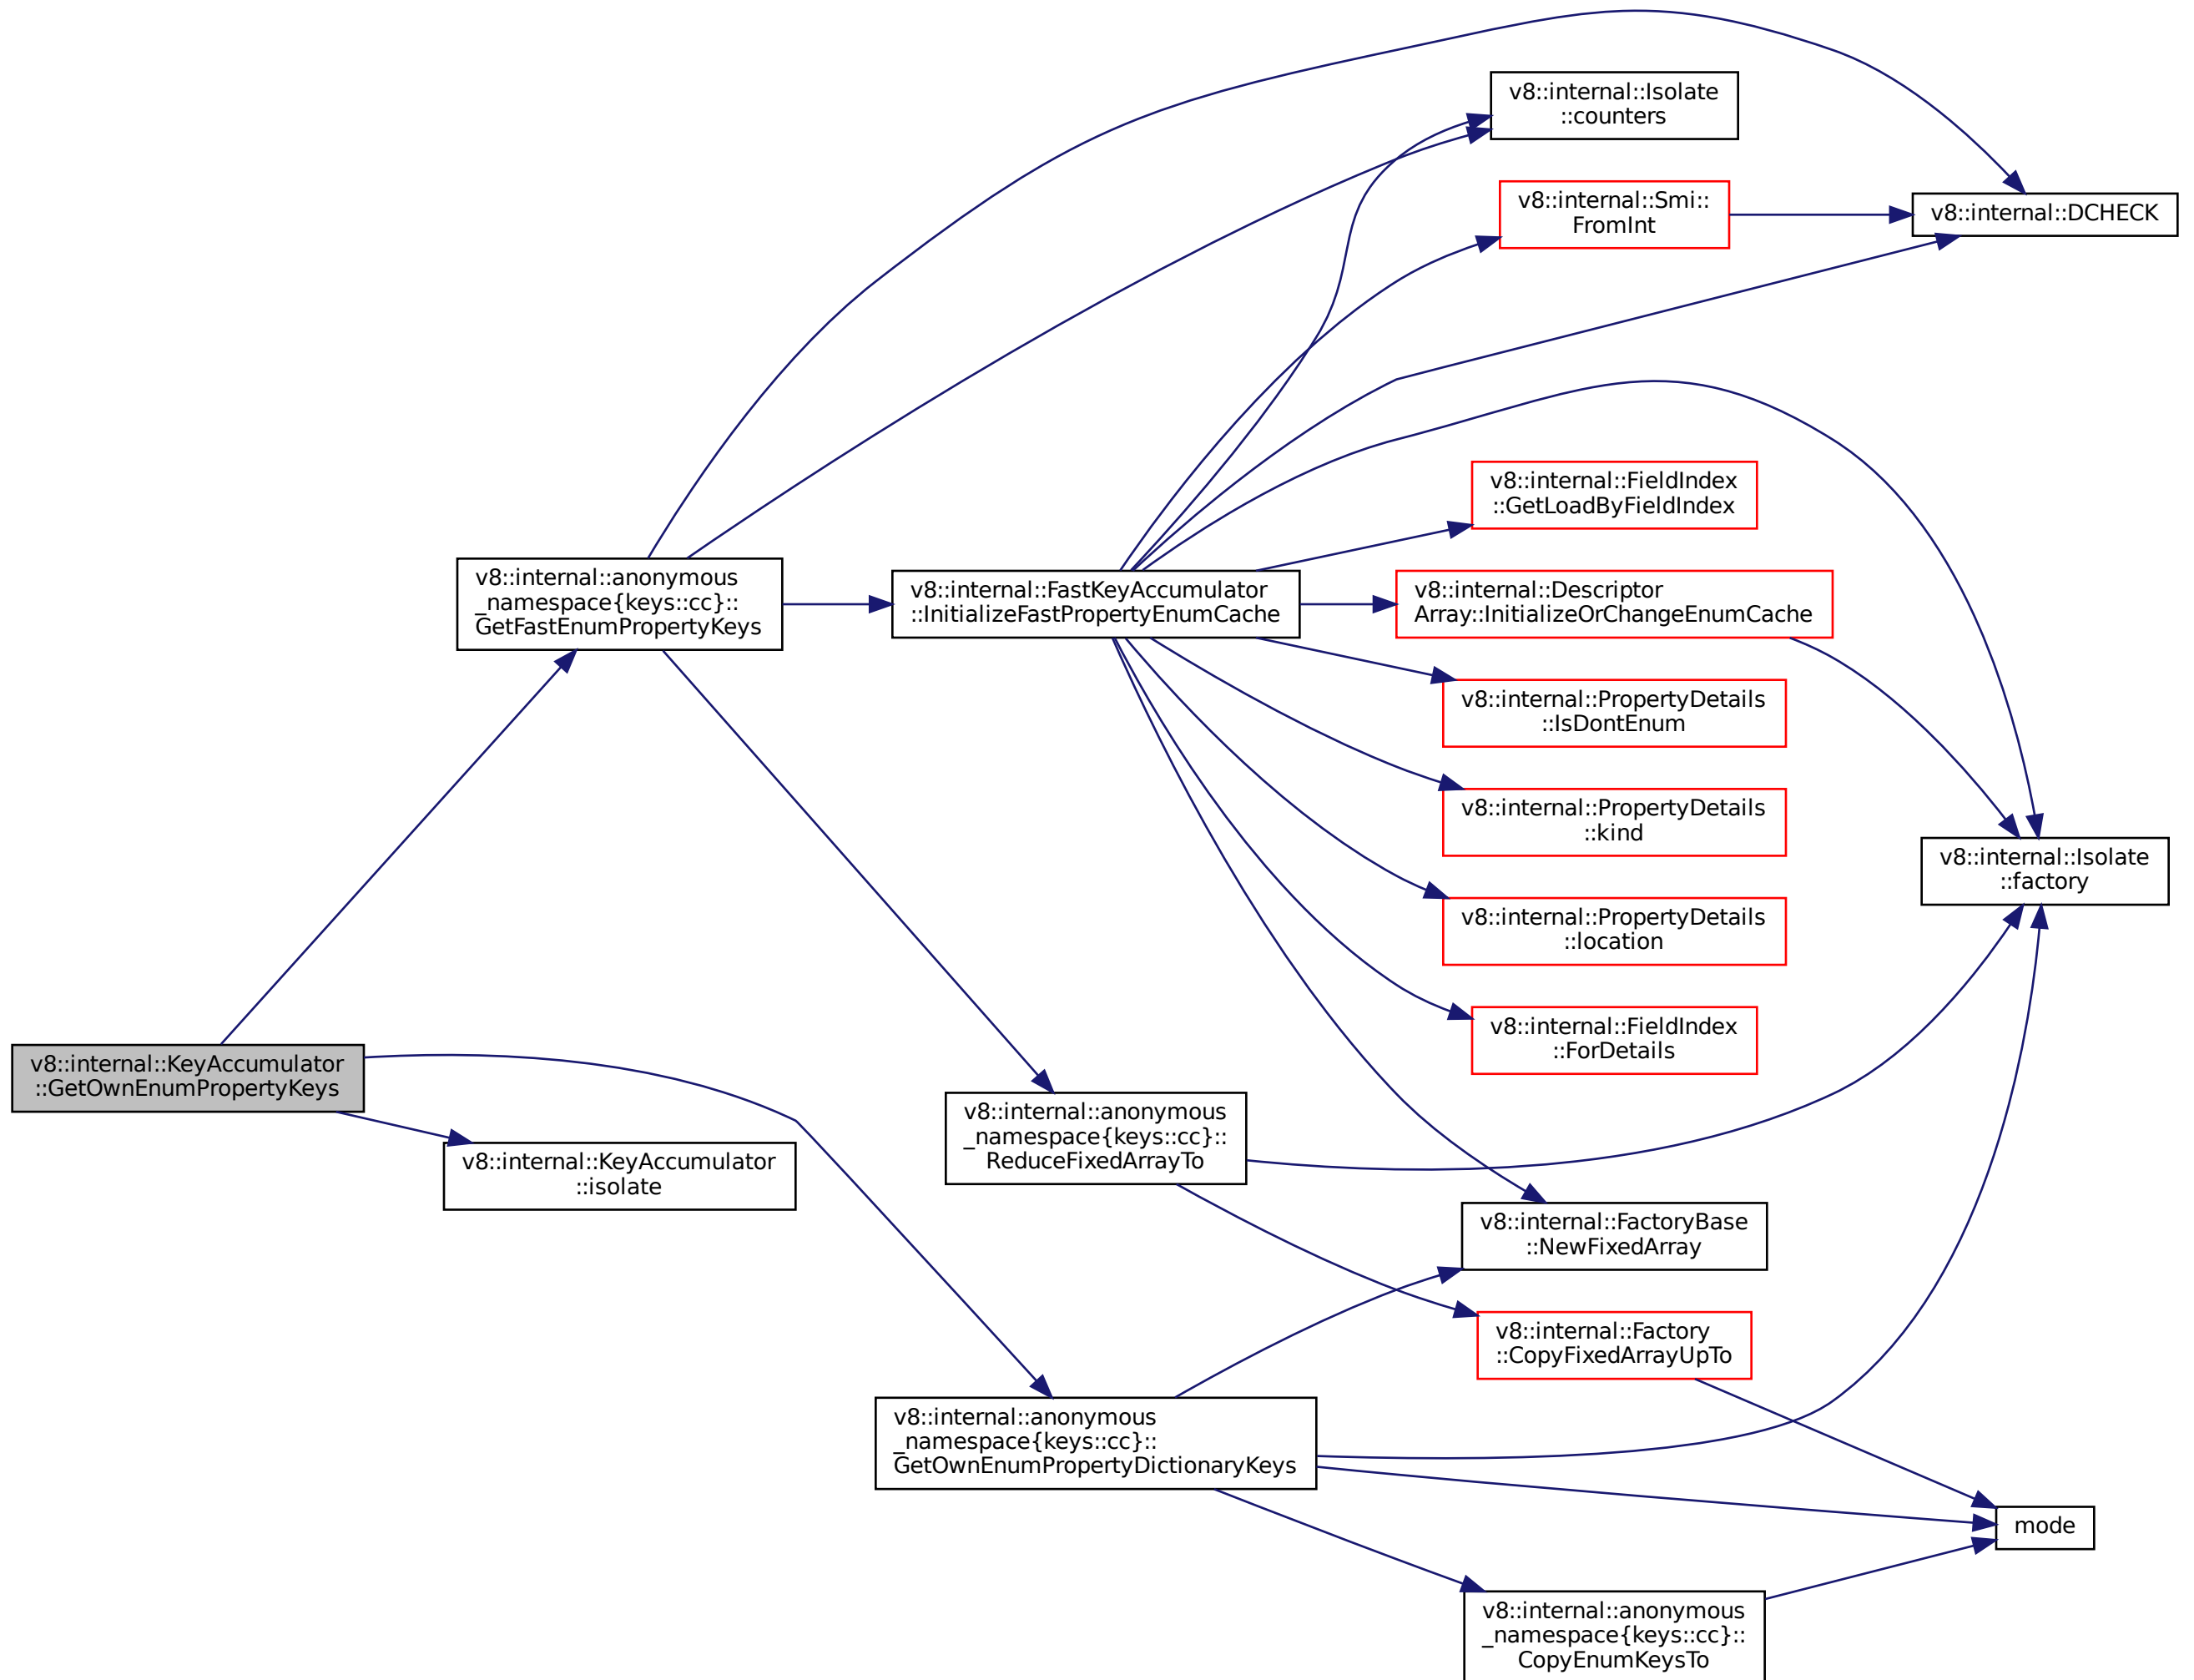 v8::internal::Isolate
::counters
v8::internal::Smi::
FromInt
v8::internal::DCHECK
v8::internal::FieldIndex
::GetLoadByFieldIndex
v8::internal::anonymous
_namespace{keys::cc}::
GetFastEnumPropertyKeys
v8::internal::FastKeyAccumulator
::InitializeFastPropertyEnumCache
v8::internal::Descriptor
Array::InitializeOrChangeEnumCache
v8::internal::PropertyDetails
::IsDontEnum
v8::internal::PropertyDetails
::kind
v8::internal::Isolate
::factory
v8::internal::PropertyDetails
::location
v8::internal::FieldIndex
::ForDetails
v8::internal::KeyAccumulator
::GetOwnEnumPropertyKeys
v8::internal::anonymous
_namespace{keys::cc}::
ReduceFixedArrayTo
v8::internal::KeyAccumulator
::isolate
v8::internal::FactoryBase
::NewFixedArray
v8::internal::Factory
::CopyFixedArrayUpTo
v8::internal::anonymous
_namespace{keys::cc}::
GetOwnEnumPropertyDictionaryKeys
mode
v8::internal::anonymous
_namespace{keys::cc}::
CopyEnumKeysTo